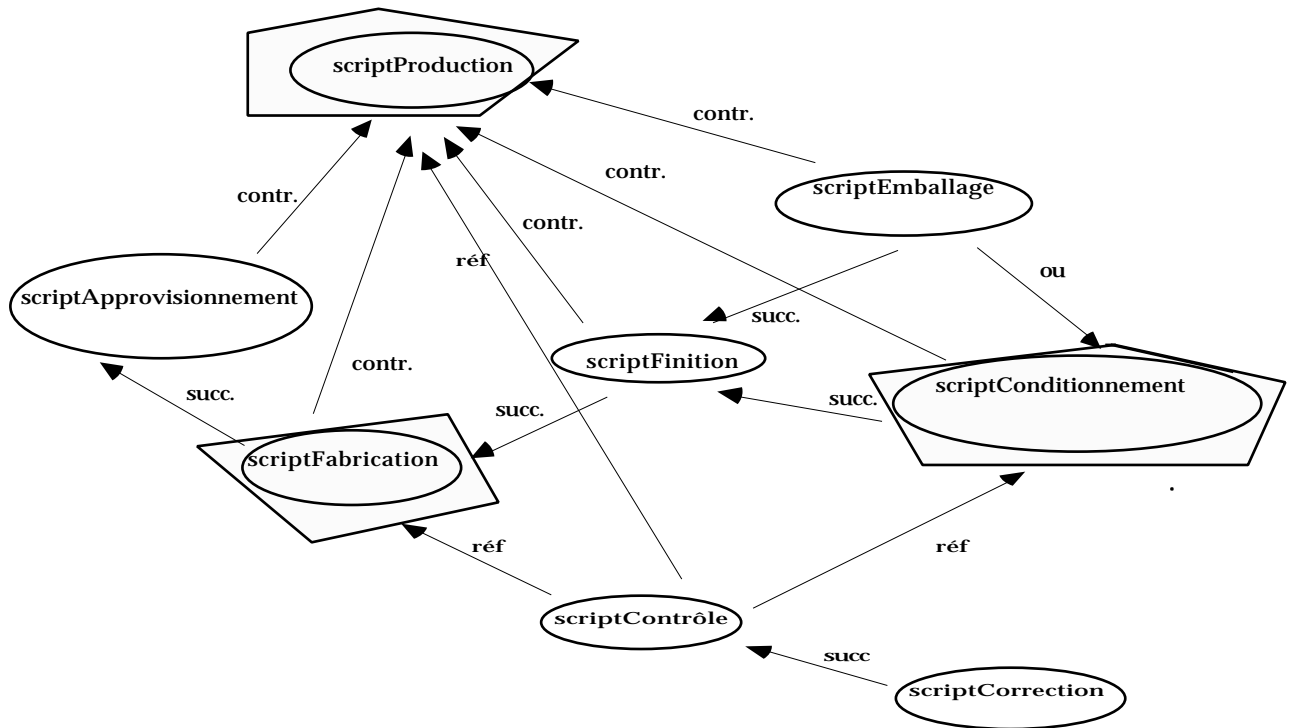 scriptProduction
contr.
contr.
scriptEmballage
contr.
contr.
réf
ou
scriptApprovisionnement
succ.
scriptFinition
contr.
scriptConditionnement
succ.
succ.
succ.
scriptFabrication
réf
réf
scriptContrôle
succ
scriptCorrection